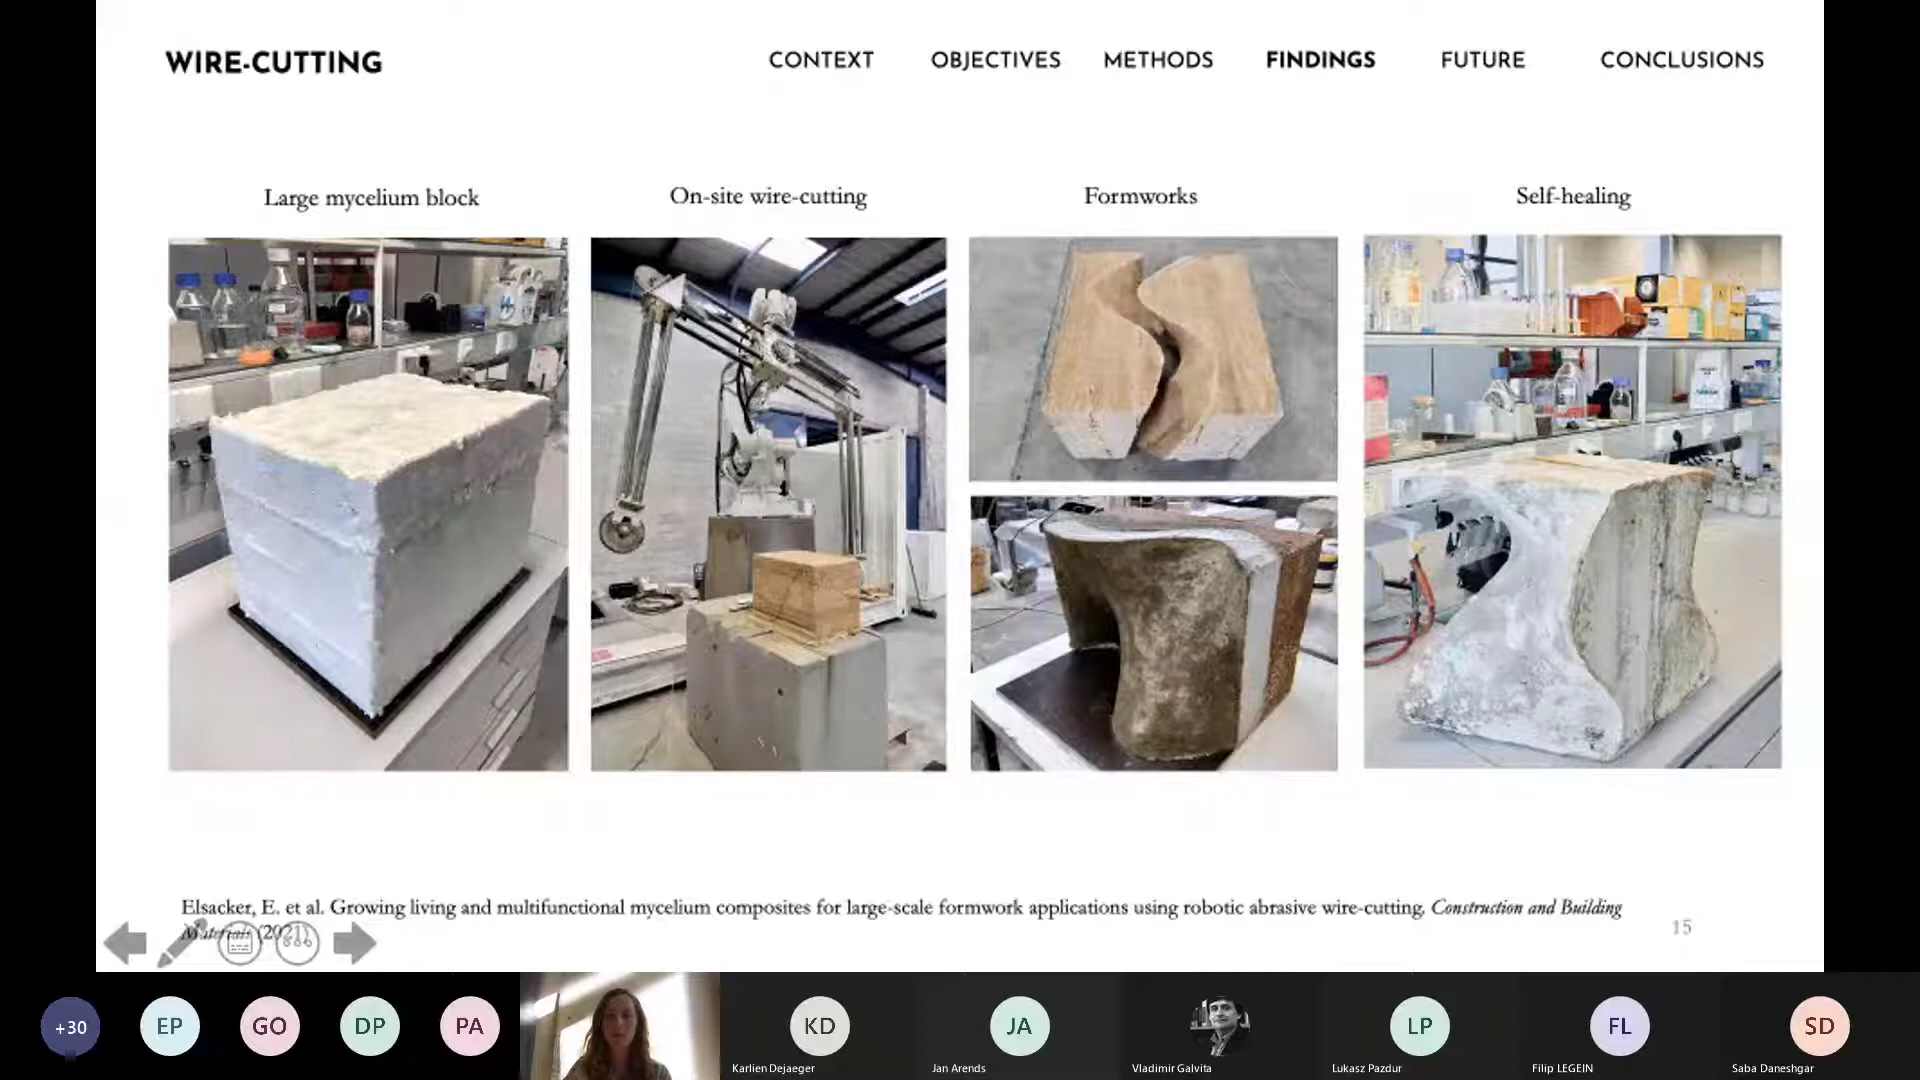 WIRE-CUTTING
CONTEXT OBJECTIVES METHODS FINDINGS FUTURE CONCLUSIONS
Large mycelium block
On-site wire-cutting
Formworks
Self-healing
Elsacker, E. et al. Growing living and multifunctional mycelium composites for large-scale formwork applications using robotic abrasive wire-cutting. Construction and Building
Materials (2021)
15
+30
EP
GO
DP
PA
KD
Karlien Dejaeger
JA
Jan Arends
Vladimir Galvita
LP
Lukasz Pazdur
FL
Filip LEGEIN
SD
Saba Daneshgar